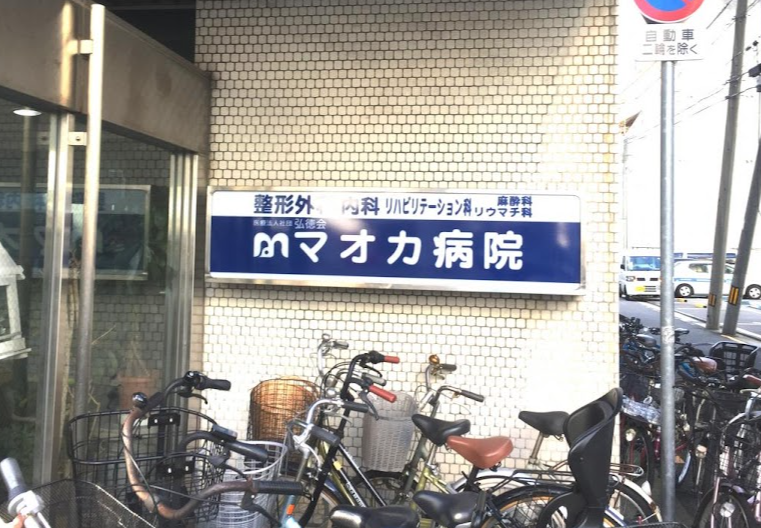 自動車
二輪を除く
整形外科 内科 リハビリテーション科 麻酔科
リウマチ科
医療法人社団 弘徳会
マオカ病院